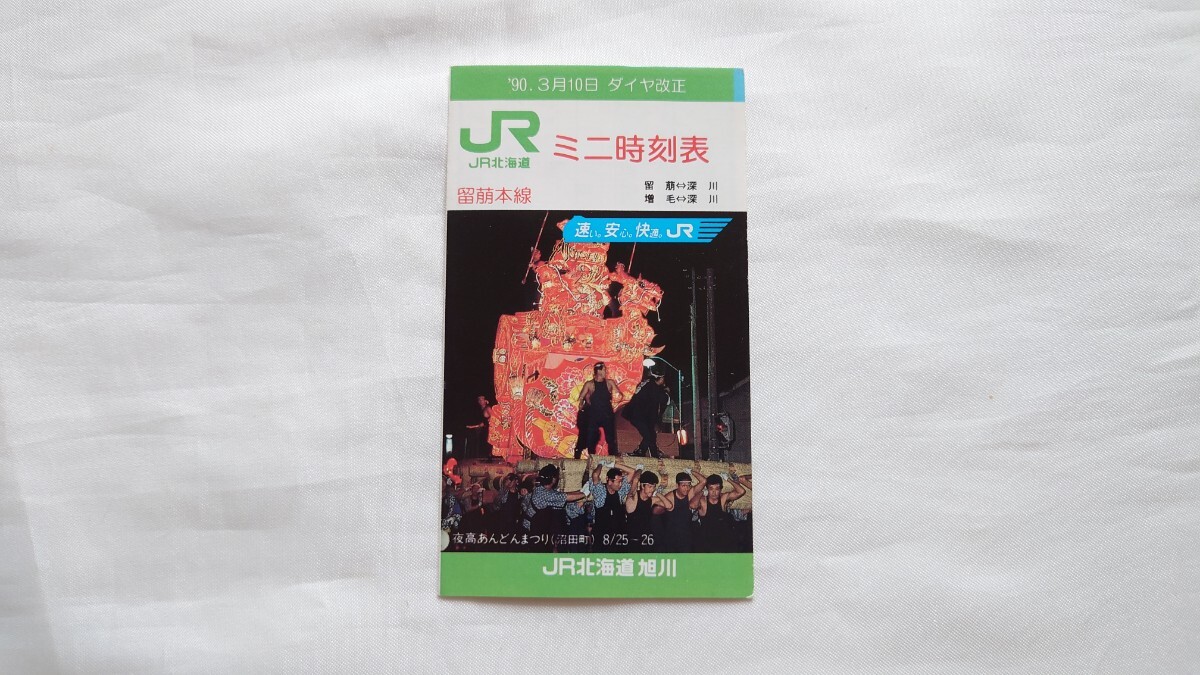 '90.3月10日 ダイヤ改正
JR ミニ時刻表
JR北海道
留萠本線
留 萠⇔深 川
増 毛⇔深 川
速い。安心。快適。JR
夜高あんどんまつり(沼田町) 8/25-26
JR北海道 旭川